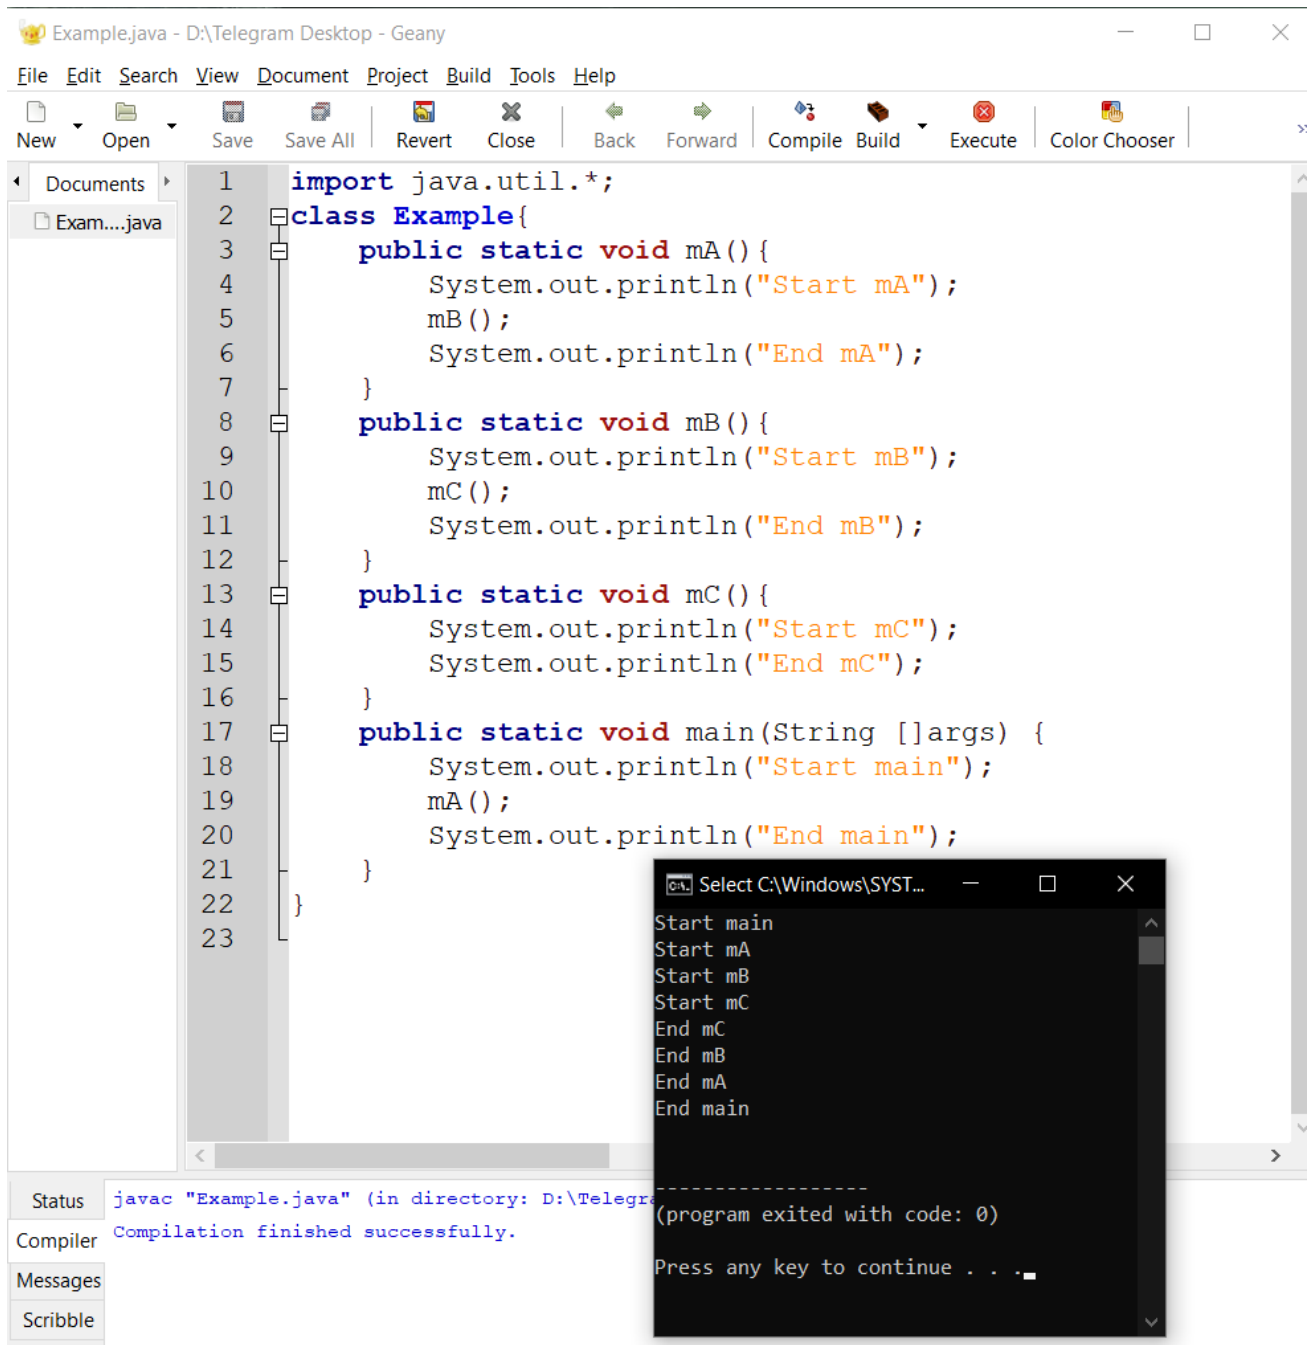 Example.java - D:\Telegram Desktop - Geany
File Edit Search View Document Project Build Tools Help
New Open Save Save All Revert Close Back Forward Compile Build Execute Color Chooser
Documents
Exam....java
1 import java.util.*;
2 class Example{
3 public static void mA(){
4 System.out.println("Start mA");
5 mB();
6 System.out.println("End mA");
7 }
8 public static void mB(){
9 System.out.println("Start mB");
10 mC();
11 System.out.println("End mB");
12 }
13 public static void mC(){
14 System.out.println("Start mC");
15 System.out.println("End mC");
16 }
17 public static void main(String []args) {
18 System.out.println("Start main");
19 mA();
20 System.out.println("End main");
21 }
22 }
23
Select C:\Windows\SYST...
Start main
Start mA
Start mB
Start mC
End mC
End mB
End mA
End main
------------------
(program exited with code: 0)
Press any key to continue . . .
Status
Compiler
Messages
Scribble
javac "Example.java" (in directory: D:\Telegra
Compilation finished successfully.